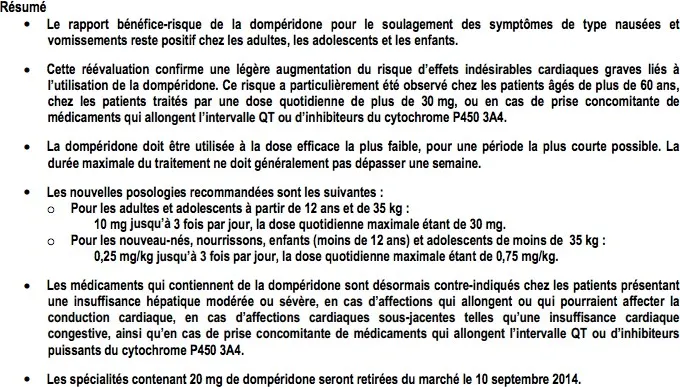 Résumé
• Le rapport bénéfice-risque de la dompéridone pour le soulagement des symptômes de type nausées et
vomissements reste positif chez les adultes, les adolescents et les enfants.
• Cette réévaluation confirme une légère augmentation du risque d’effets indésirables cardiaques graves liés à
l’utilisation de la dompéridone. Ce risque a particulièrement été observé chez les patients âgés de plus de 60 ans,
chez les patients traités par une dose quotidienne de plus de 30 mg, ou en cas de prise concomitante de
médicaments qui allongent l’intervalle QT ou d’inhibiteurs du cytochrome P450 3A4.
• La dompéridone doit être utilisée à la dose efficace la plus faible, pour une période la plus courte possible. La
durée maximale du traitement ne doit généralement pas dépasser une semaine.
• Les nouvelles posologies recommandées sont les suivantes :
o Pour les adultes et adolescents à partir de 12 ans et de 35 kg :
10 mg jusqu’à 3 fois par jour, la dose quotidienne maximale étant de 30 mg.
o Pour les nouveau-nés, nourrissons, enfants (moins de 12 ans) et adolescents de moins de 35 kg :
0,25 mg/kg jusqu’à 3 fois par jour, la dose quotidienne maximale étant de 0,75 mg/kg.
• Les médicaments qui contiennent de la dompéridone sont désormais contre-indiqués chez les patients présentant
une insuffisance hépatique modérée ou sévère, en cas d’affections qui allongent ou qui pourraient affecter la
conduction cardiaque, en cas d’affections cardiaques sous-jacentes telles qu’une insuffisance cardiaque
congestive, ainsi qu’en cas de prise concomitante de médicaments qui allongent l’intervalle QT ou d’inhibiteurs
puissants du cytochrome P450 3A4.
• Les spécialités contenant 20 mg de dompéridone seront retirées du marché le 10 septembre 2014.